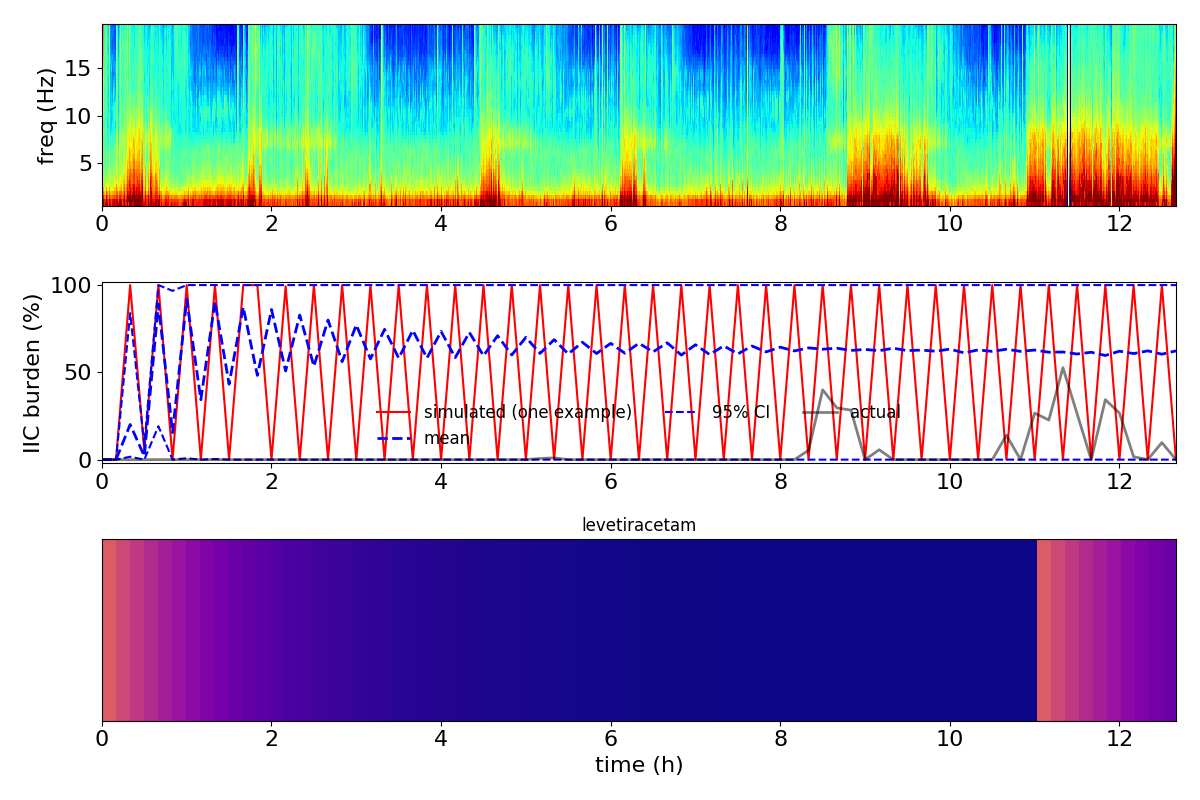 freq (Hz)
15
10
5
0 2 4 6 8 10 12
IIC burden (%)
100
50
0
simulated (one example) 95% CI actual
mean
0 2 4 6 8 10 12
levetiracetam
0 2 4 6 8 10 12
time (h)